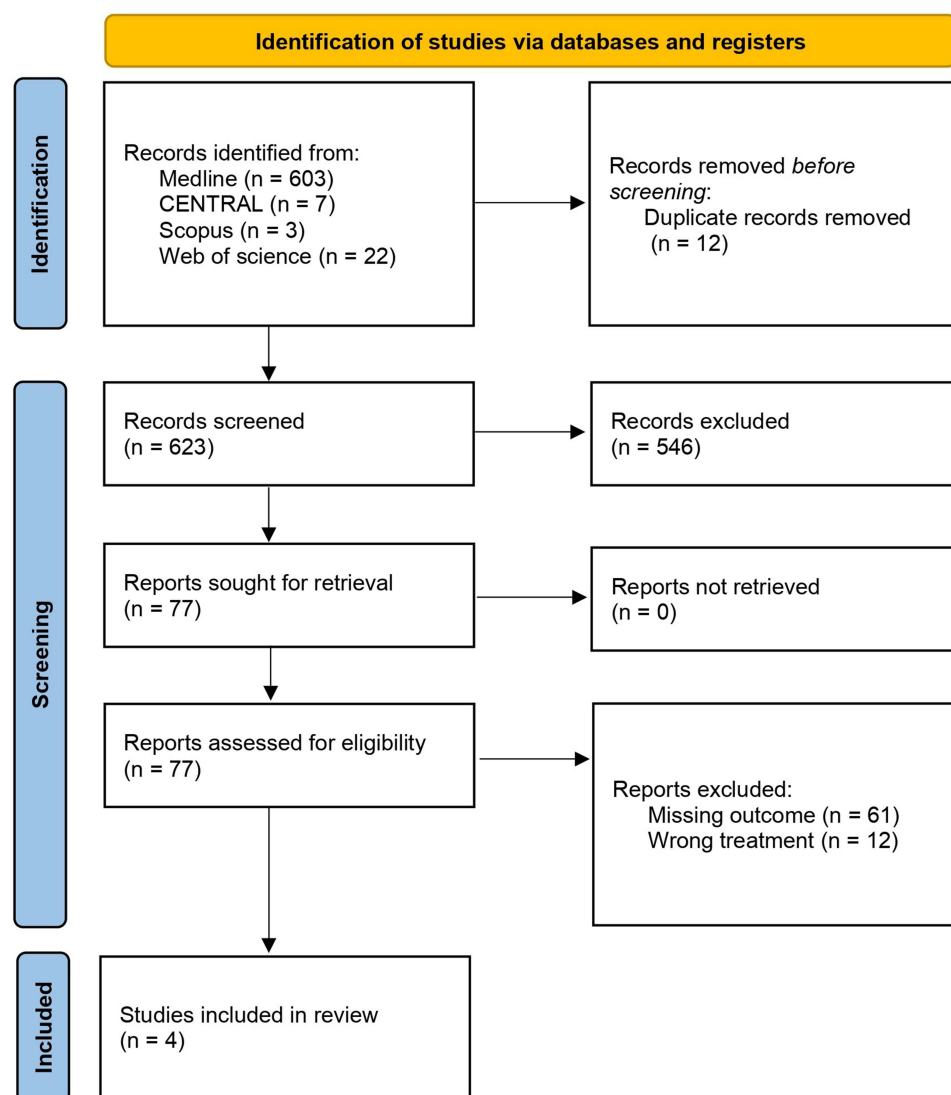 Identification of studies via databases and registers
Identification
Records identified from:
Medline (n = 603)
CENTRAL (n = 7)
Scopus (n = 3)
Web of science (n = 22)
Records removed before
screening:
Duplicate records removed
(n = 12)
Screening
Records screened
(n = 623)
Records excluded
(n = 546)
Reports sought for retrieval
(n = 77)
Reports not retrieved
(n = 0)
Reports assessed for eligibility
(n = 77)
Reports excluded:
Missing outcome (n = 61)
Wrong treatment (n = 12)
Included
Studies included in review
(n = 4)